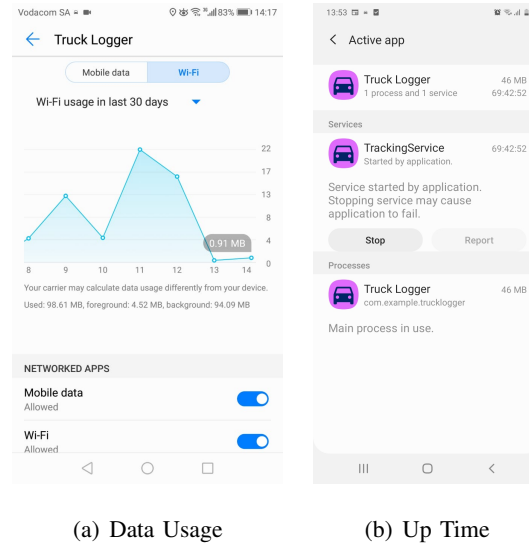 Vodacom SA
83% 14:17
Truck Logger
Mobile data
Wi-Fi
Wi-Fi usage in last 30 days
22
17
13
8
4
0
0.91 MB
8 9 10 11 12 13 14
Your carrier may calculate data usage differently from your device.
Used: 98.61 MB, foreground: 4.52 MB, background: 94.09 MB
NETWORKED APPS
Mobile data
Allowed
Wi-Fi
Allowed
(a) Data Usage
13:53
Active app
Truck Logger 46 MB
1 process and 1 service 69:42:52
Services
TrackingService 69:42:52
Started by application.
Service started by application.
Stopping service may cause
application to fail.
Stop Report
Processes
Truck Logger 46 MB
com.example.trucklogger
Main process in use.
(b) Up Time